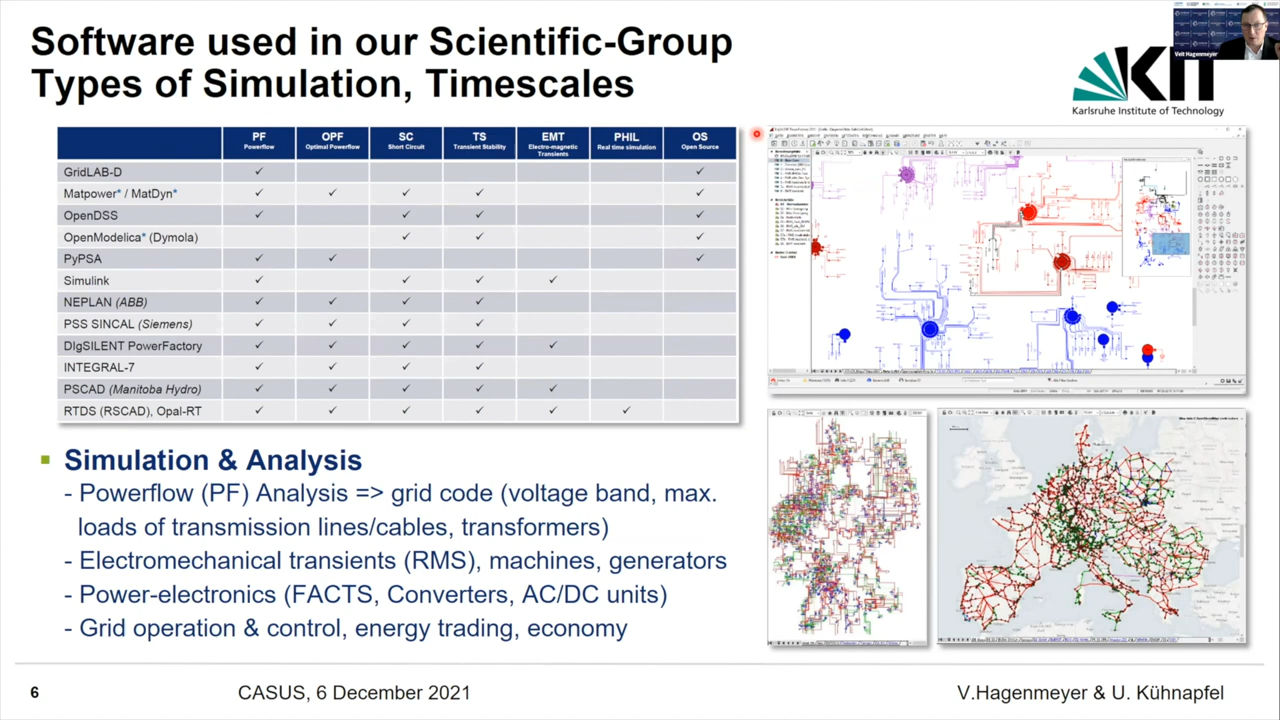 Software used in our Scientific-Group
Types of Simulation, Timescales
Veit Hagenmeyer
KIT
Karlsruhe Institute of Technology
PF OPF SC TS EMT PHIL OS
Powerflow Optimal Powerflow Short Circuit Transient Stability Electro-magnetic Transients Real time simulation Open Source
GridLAB-D ✓ ✓
Matpower* / MatDyn* ✓ ✓ ✓ ✓ ✓
OpenDSS ✓ ✓ ✓ ✓
OpenModelica* (Dymola) ✓ ✓ ✓
✓ ✓ ✓
Simulink ✓ ✓ ✓ ✓
NEPLAN (ABB) ✓ ✓ ✓ ✓
PSS SINCAL (Siemens) ✓ ✓ ✓ ✓
DIgSILENT PowerFactory ✓ ✓ ✓ ✓ ✓
INTEGRAL-7 ✓ ✓ ✓ ✓
PSCAD (Manitoba Hydro) ✓ ✓ ✓
RTDS (RSCAD), Opal-RT ✓ ✓ ✓ ✓ ✓ ✓
Simulation & Analysis
- Powerflow (PF) Analysis => grid code (voltage band, max.
loads of transmission lines/cables, transformers)
- Electromechanical transients (RMS), machines, generators
- Power-electronics (FACTS, Converters, AC/DC units)
- Grid operation & control, energy trading, economy
6
CASUS, 6 December 2021
V.Hagenmeyer & U. Kühnapfel